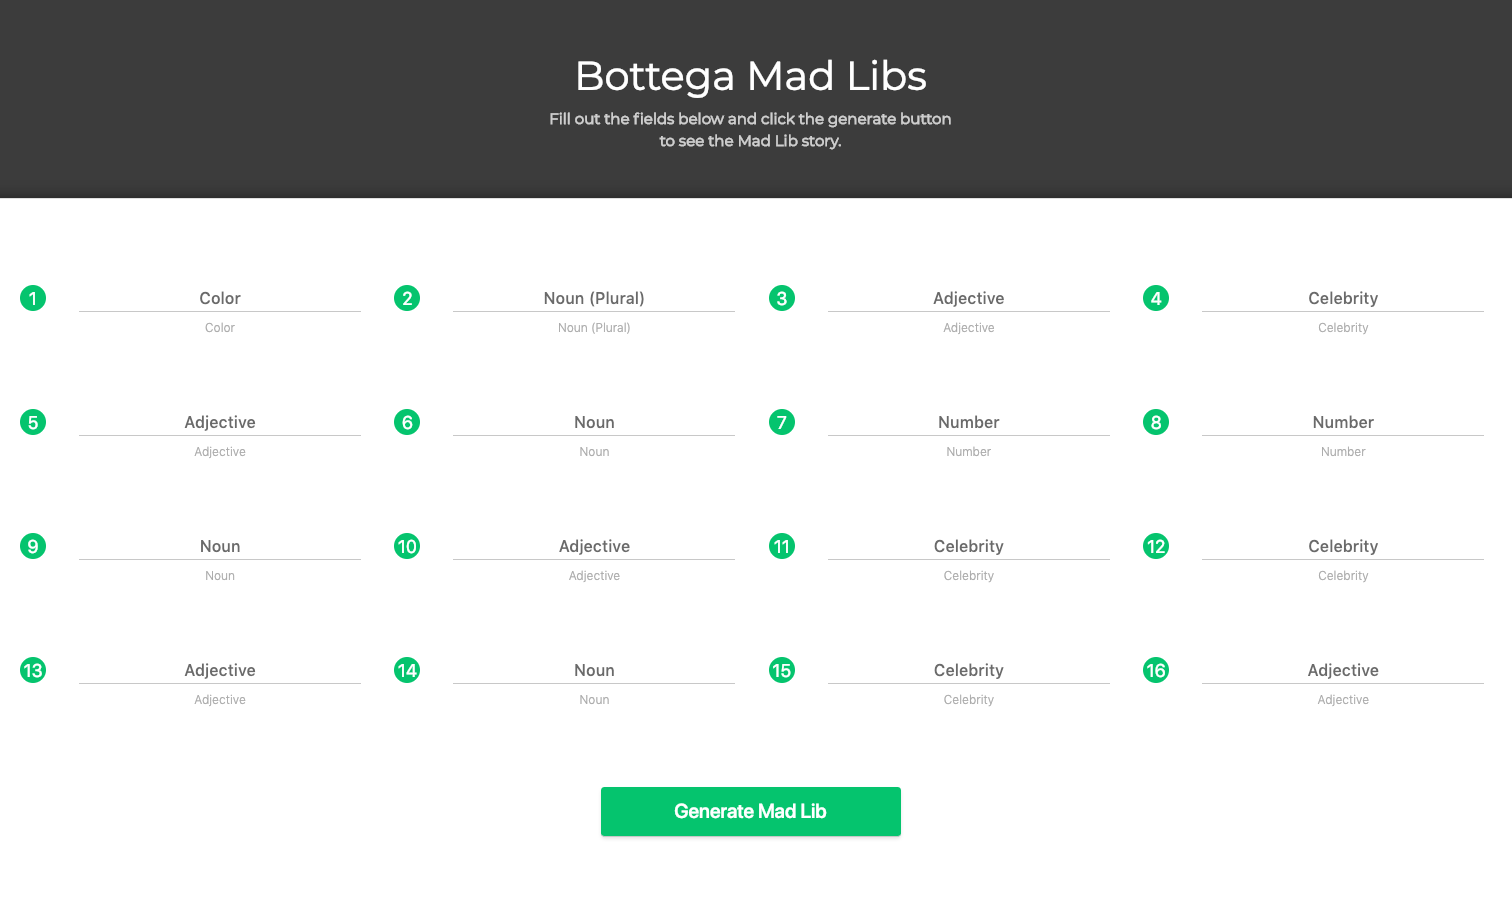 Bottega Mad Libs
Fill out the fields below and click the generate button
to see the Mad Lib story.
1 Color 2 Noun (Plural) 3 Adjective 4 Celebrity
Color Noun (Plural) Adjective Celebrity
5 Adjective 6 Noun 7 Number 8 Number
Adjective Noun Number Number
9 Noun 10 Adjective 11 Celebrity 12 Celebrity
Noun Adjective Celebrity Celebrity
13 Adjective 14 Noun 15 Celebrity 16 Adjective
Adjective Noun Celebrity Adjective
Generate Mad Lib